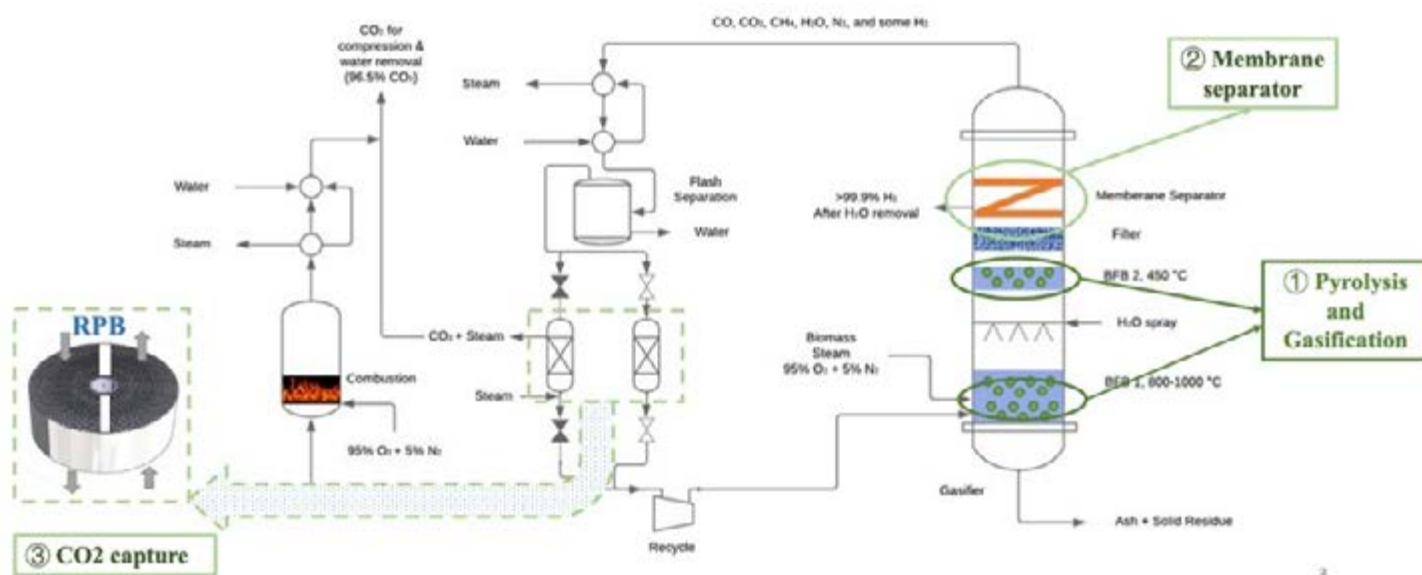 CO, CO₂, CH₄, H₂O, N₂, and some H₂
CO₂ for
compression &
water removal
(96.5% CO₂)
② Membrane
separator
Steam
Water
Water
Flash
Separation
>99.9% H₂
After H₂O removal
Memberane Separator
Steam
Water
Filler
BFB 2, 450 °C
① Pyrolysis
and
Gasification
RPB
CO₂ + Steam
H₂O spray
Biomass
Steam
95% O₂ + 5% N₂
Combustion
BFB 1, 800-1000 °C
Steam
95% O₂ + 5% N₂
Gasifier
Ash + Solid Residue
Recycle
③ CO2 capture
3